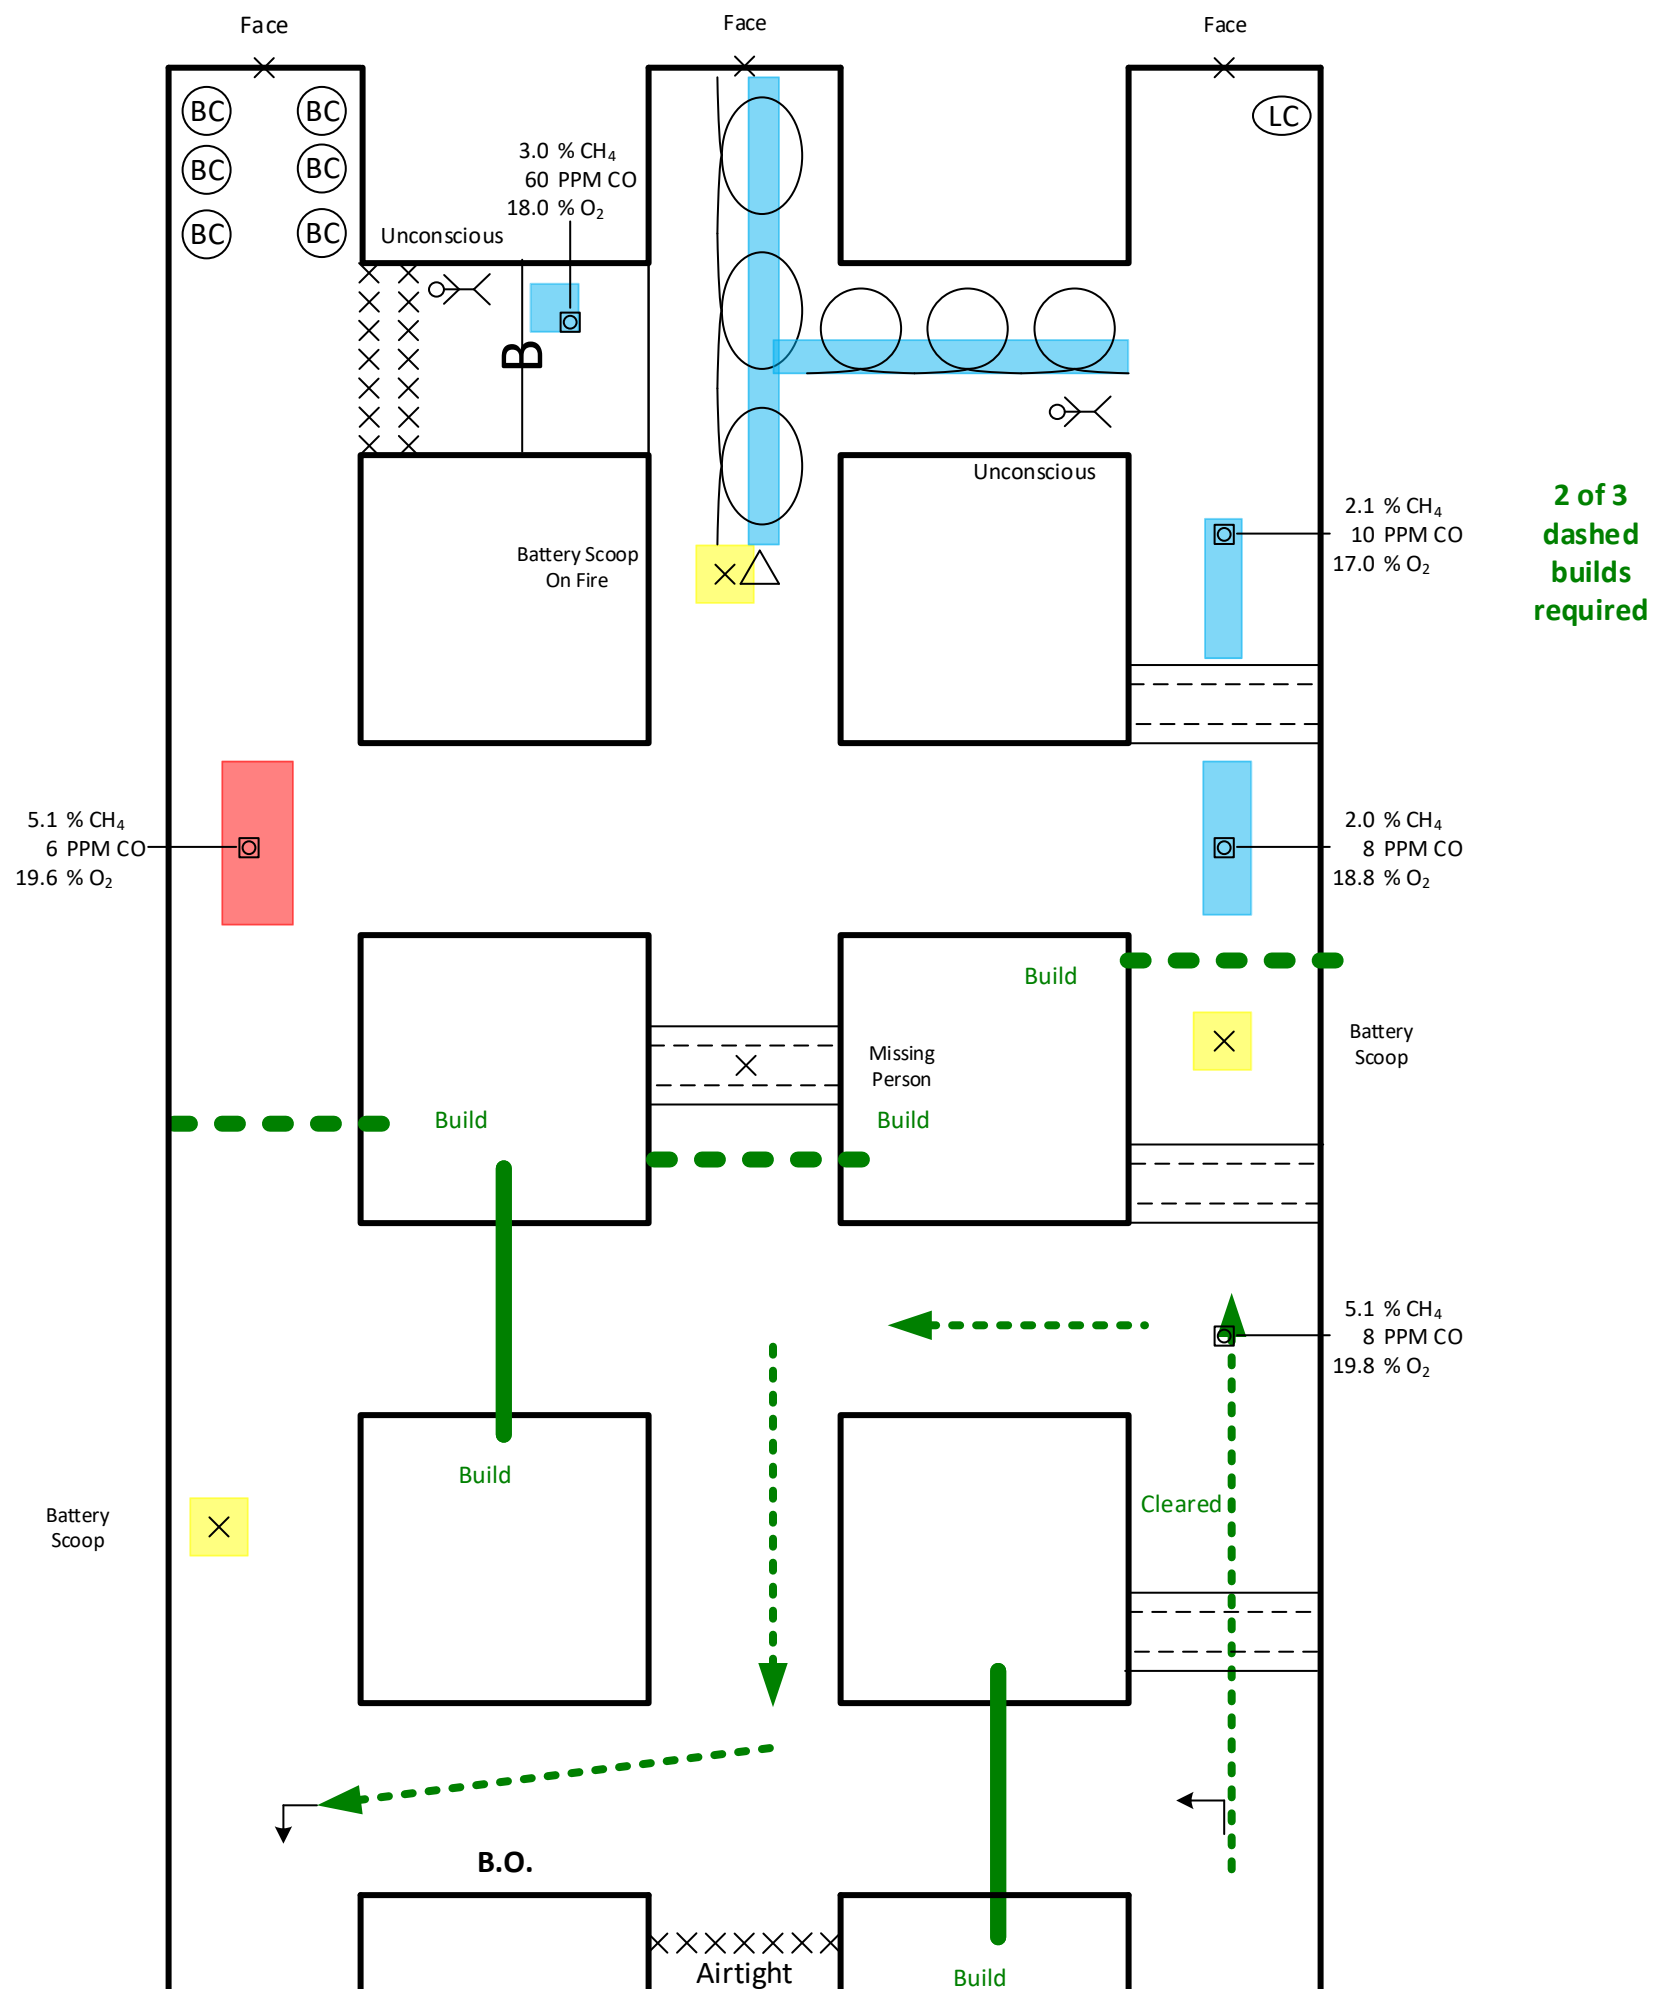 Face
Face
Face
BC
BC
LC
BC
BC
BC
BC
3.0 % CH₄
60 PPM CO
18.0 % O₂
Unconscious
B
Unconscious
Battery Scoop
On Fire
2.1 % CH₄
10 PPM CO
17.0 % O₂
2 of 3
dashed
builds
required
5.1 % CH₄
6 PPM CO
19.6 % O₂
2.0 % CH₄
8 PPM CO
18.8 % O₂
Build
Missing
Person
Battery
Scoop
Build
Build
5.1 % CH₄
8 PPM CO
19.8 % O₂
Build
Cleared
Battery
Scoop
B.O.
Airtight
Build